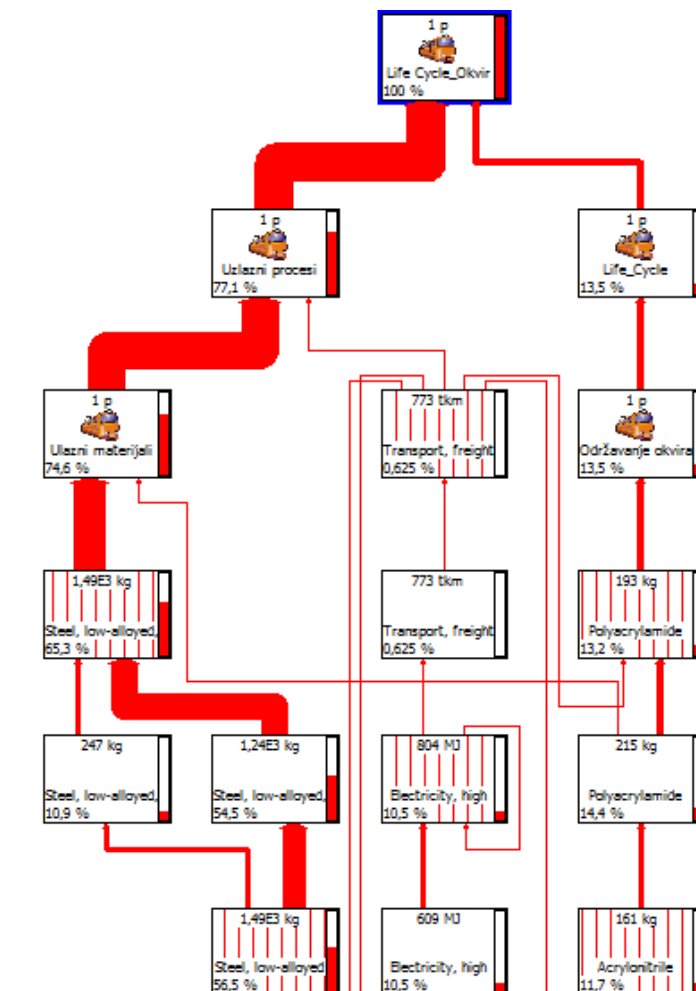 1 p
Life Cycle_Okvir
100 %
1 p
Uzlazni procesi
77,1 %
1 p
Life_Cycle
13,5 %
1 p
Ulazni materijali
74,6 %
773 tkm
Transport, freight
0,625 %
1 p
Održavanje okvira
13,5 %
1,49E3 kg
Steel, low-alloyed,
65,3 %
773 tkm
Transport, freight
0,625 %
193 kg
Polyacrylamide
13,2 %
247 kg
Steel, low-alloyed,
10,9 %
1,24E3 kg
Steel, low-alloyed,
54,5 %
804 MJ
Electricity, high
10,5 %
215 kg
Polyacrylamide
14,4 %
1,49E3 kg
Steel, low-alloyed
56,5 %
609 MJ
Electricity, high
10,5 %
161 kg
Acrylonitrile
11,7 %